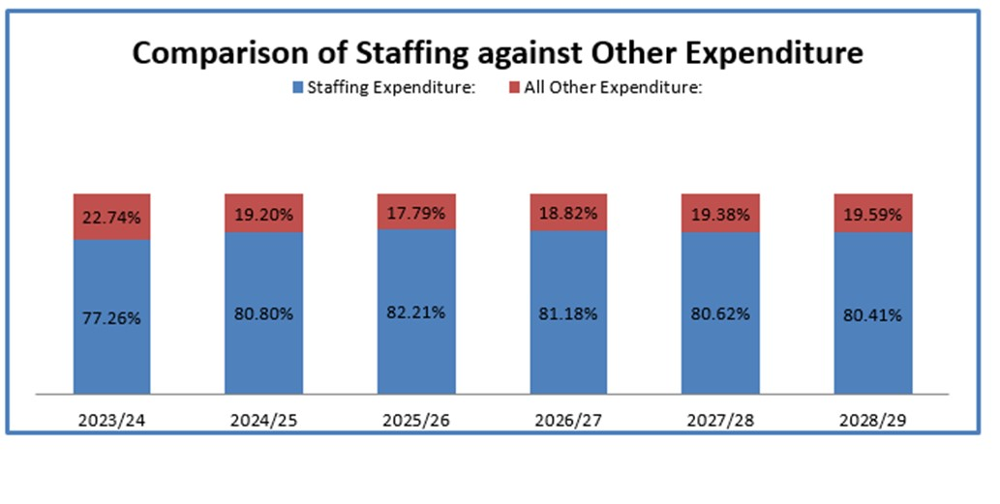 Comparison of Staffing against Other Expenditure
Staffing Expenditure: All Other Expenditure:
22.74% 19.20% 17.79% 18.82% 19.38% 19.59%
77.26% 80.80% 82.21% 81.18% 80.62% 80.41%
2023/24 2024/25 2025/26 2026/27 2027/28 2028/29